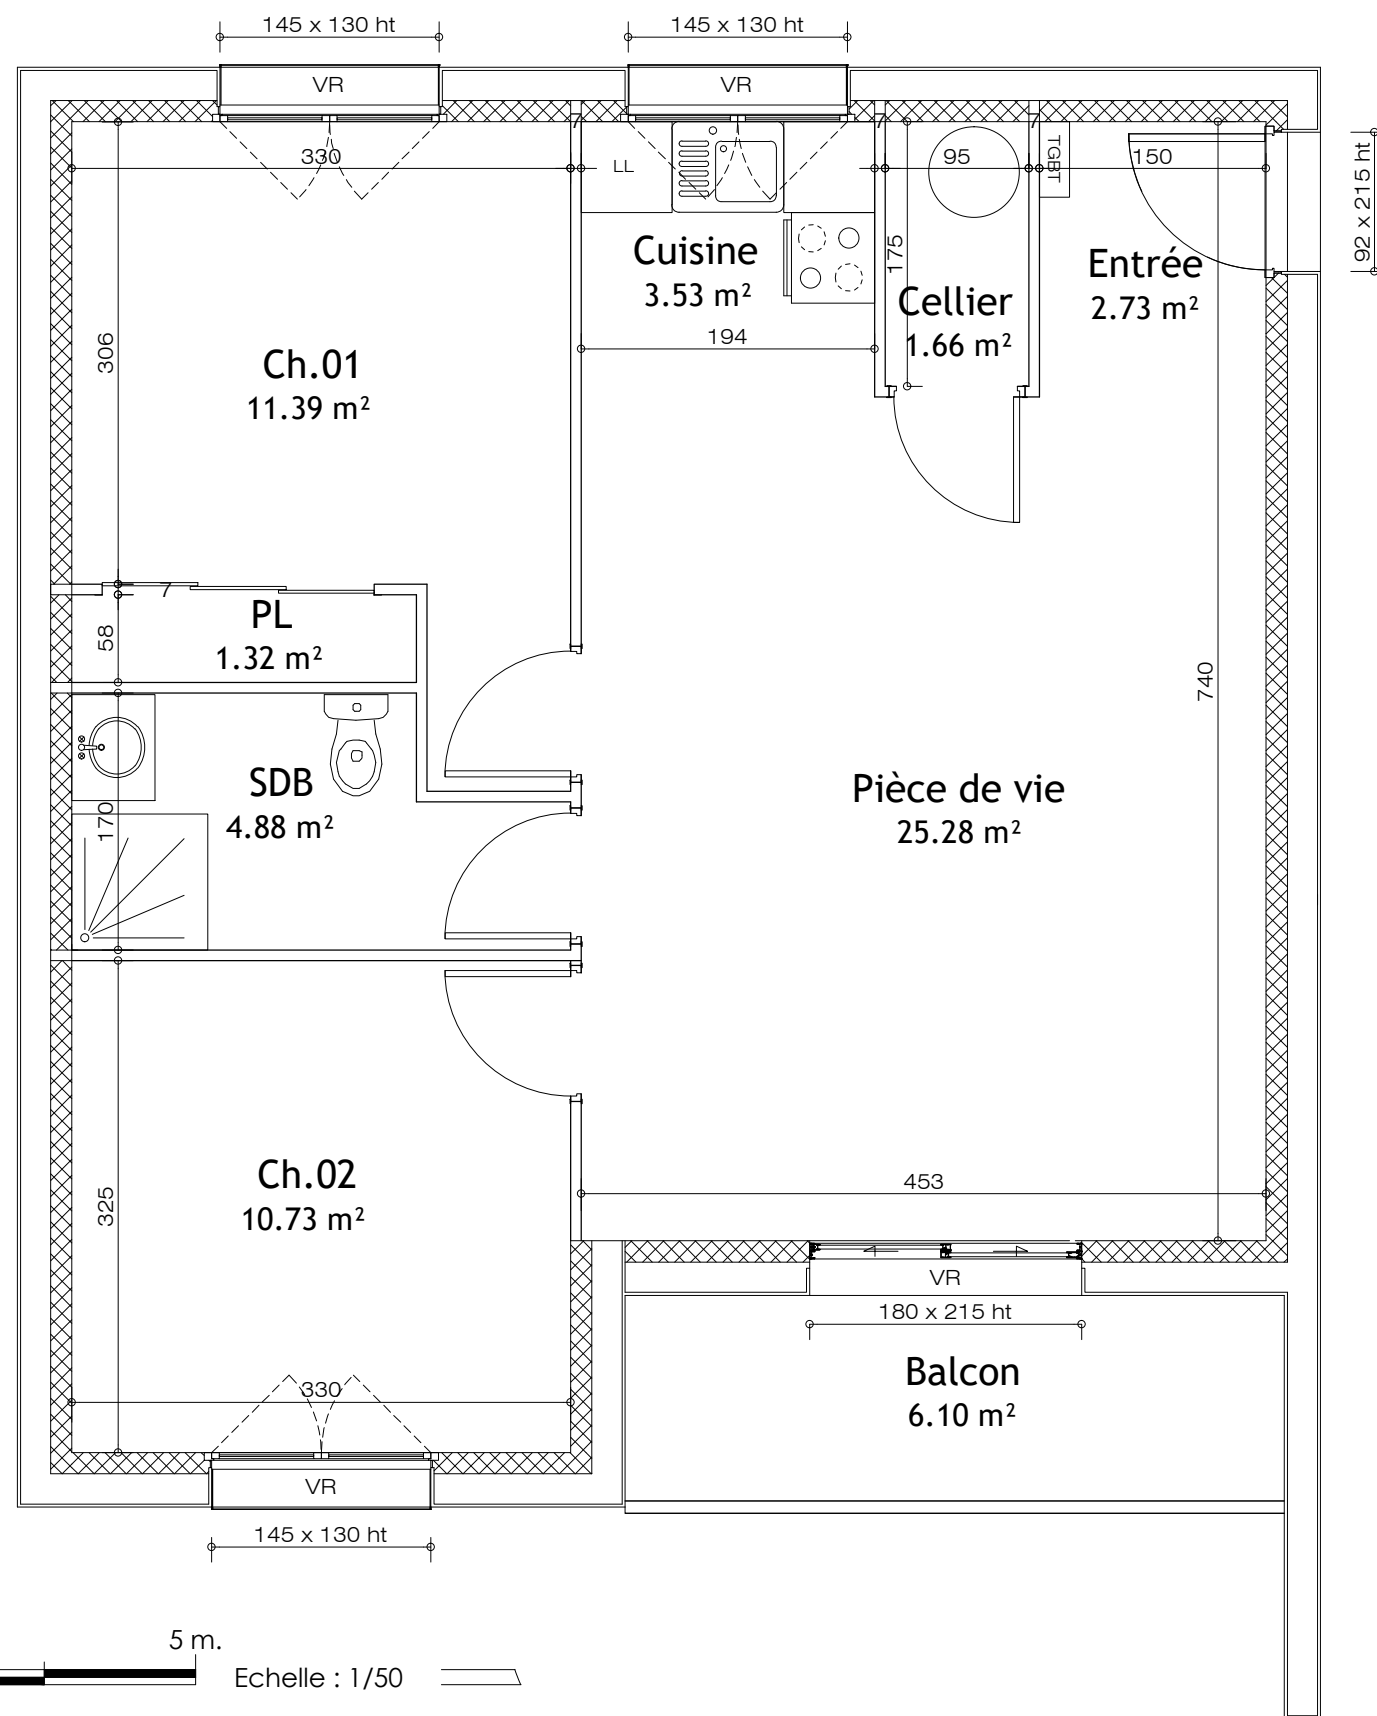 145 x 130 ht
145 x 130 ht
VR
VR
7
7
7
330
LL
95
TGBT
150
92 x 215 ht
175
Cuisine
3.53 m²
Entrée
2.73 m²
Cellier
1.66 m²
194
306
Ch.01
11.39 m²
7
PL
1.32 m²
58
740
SDB
4.88 m²
170
Pièce de vie
25.28 m²
Ch.02
10.73 m²
325
453
VR
180 x 215 ht
330
Balcon
6.10 m²
VR
145 x 130 ht
5 m.
Echelle : 1/50